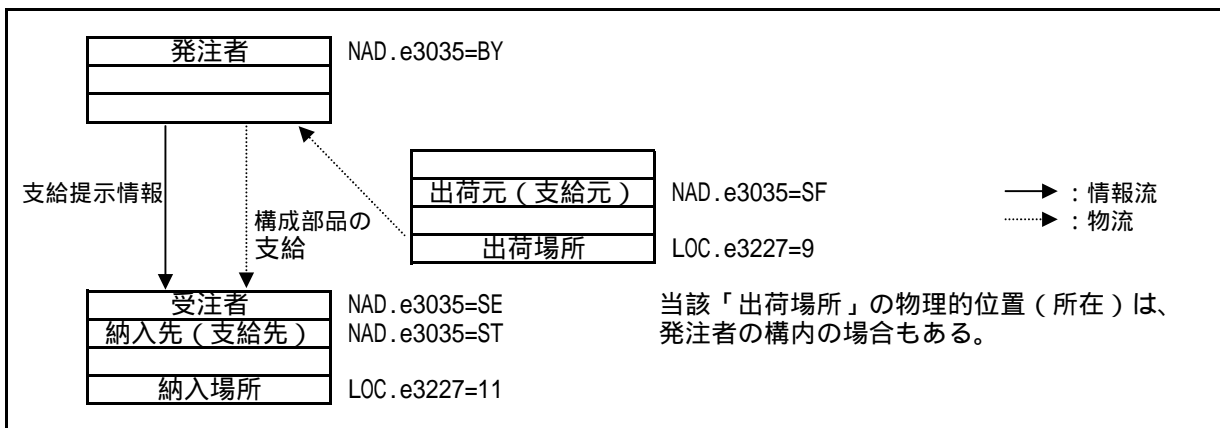 発注者 NAD.e3035=BY
支給提示情報
構成部品の
支給
出荷元（支給元） NAD.e3035=SF
出荷場所 LOC.e3227=9
：情報流
：物流
受注者 NAD.e3035=SE
納入先（支給先） NAD.e3035=ST
納入場所 LOC.e3227=11
当該「出荷場所」の物理的位置（所在）は、
発注者の構内の場合もある。